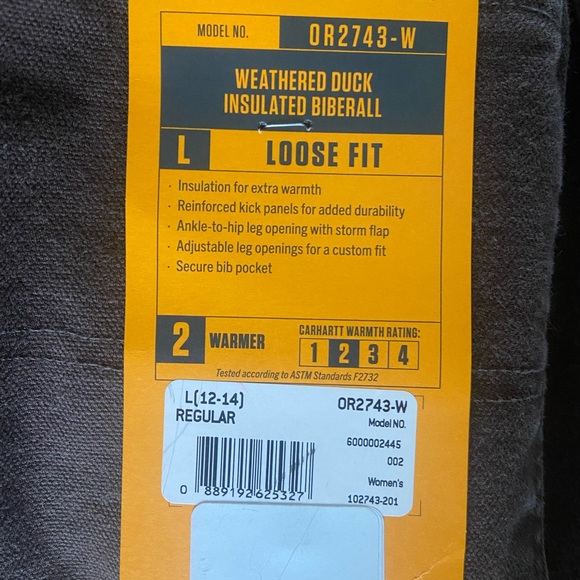 MODEL NO. OR2743-W
WEATHERED DUCK
INSULATED BIBERALL
L LOOSE FIT
· Insulation for extra warmth
· Reinforced kick panels for added durability
· Ankle-to-hip leg opening with storm flap
· Adjustable leg openings for a custom fit
· Secure bib pocket
2 WARMER
CARHARTT WARMTH RATING:
1 2 3 4
Tested according to ASTM Standards F2732
L(12-14) OR2743-W
REGULAR Model NO.
6000002445
002
Women's
0 889192625327 102743-201